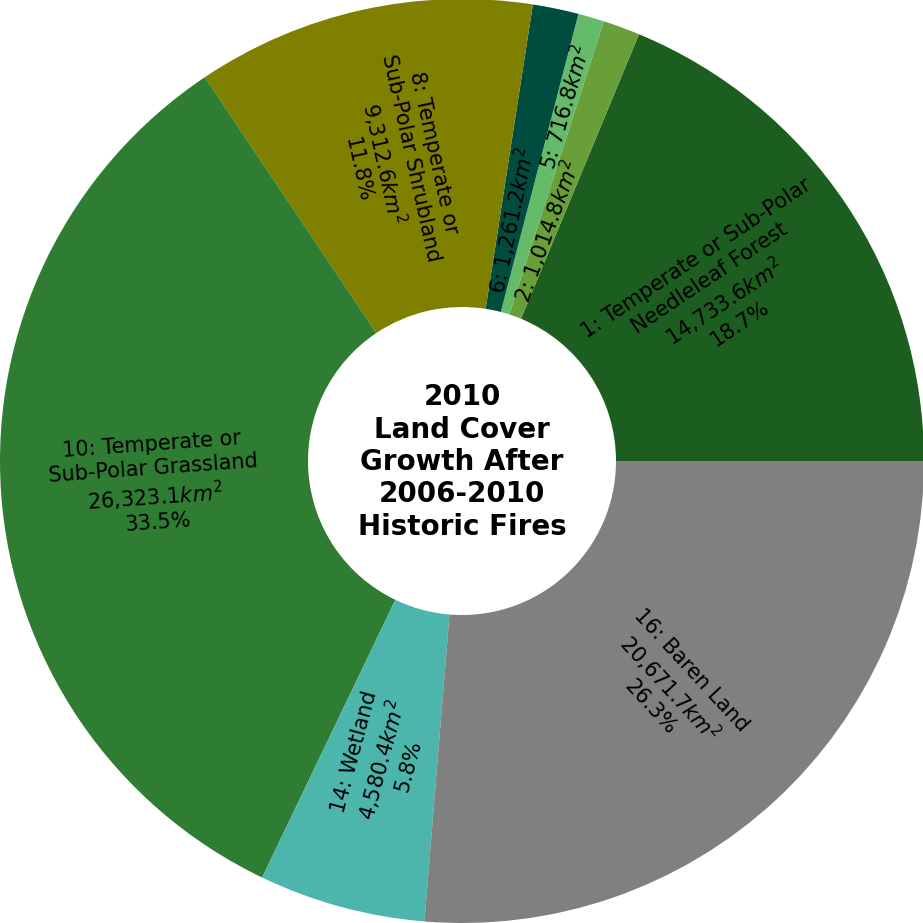 2010
Land Cover
Growth After
2006-2010
Historic Fires
1: Temperate or Sub-Polar
Needleleaf Forest
14,733.6km²
18.7%
2: 1,014.8km²
5: 716.8km²
6: 1,261.2km²
8: Temperate or
Sub-Polar Shrubland
9,312.6km²
11.8%
10: Temperate or
Sub-Polar Grassland
26,323.1km²
33.5%
14: Wetland
4,580.4km²
5.8%
16: Baren Land
20,671.7km²
26.3%